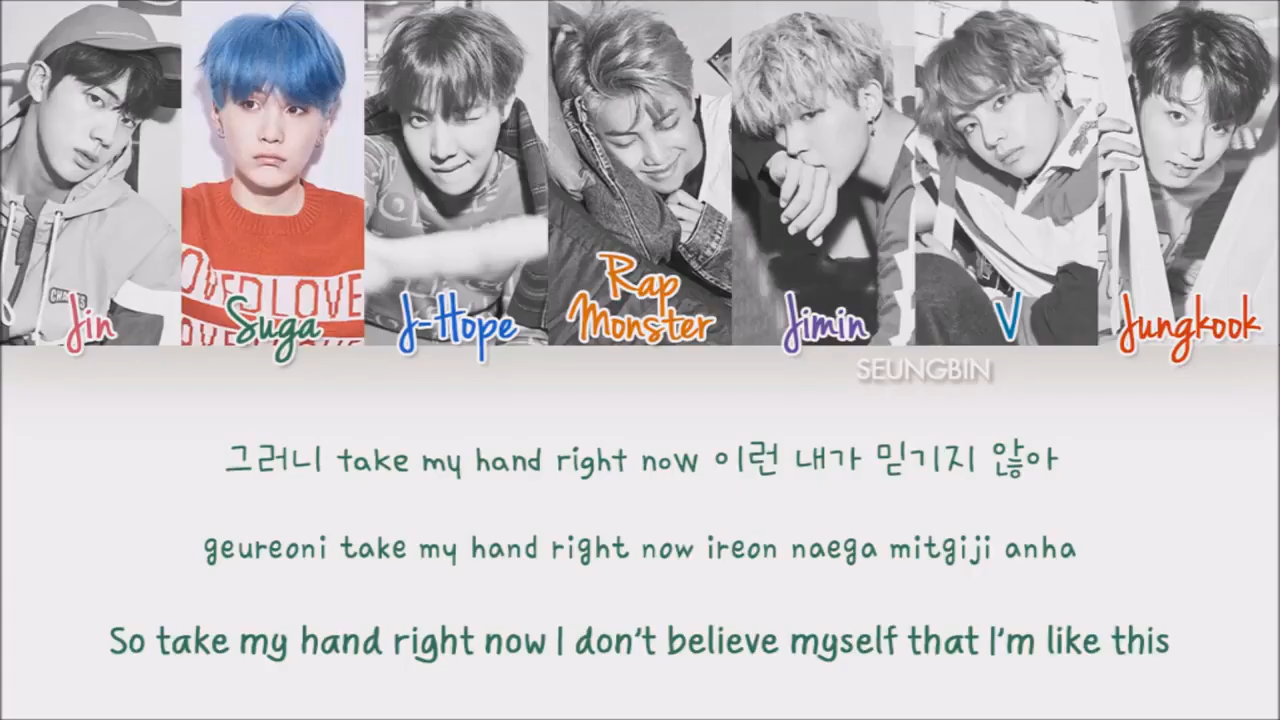 OVEDLOVE
Jin
Suga
J-Hope
Rap
Monster
Jimin
V
Jungkook
SEUNGBIN
그러니 take my hand right now 이런 내가 믿기지 않아
geureoni take my hand right now ireon naega mitgiji anha
So take my hand right now I don't believe myself that I'm like this